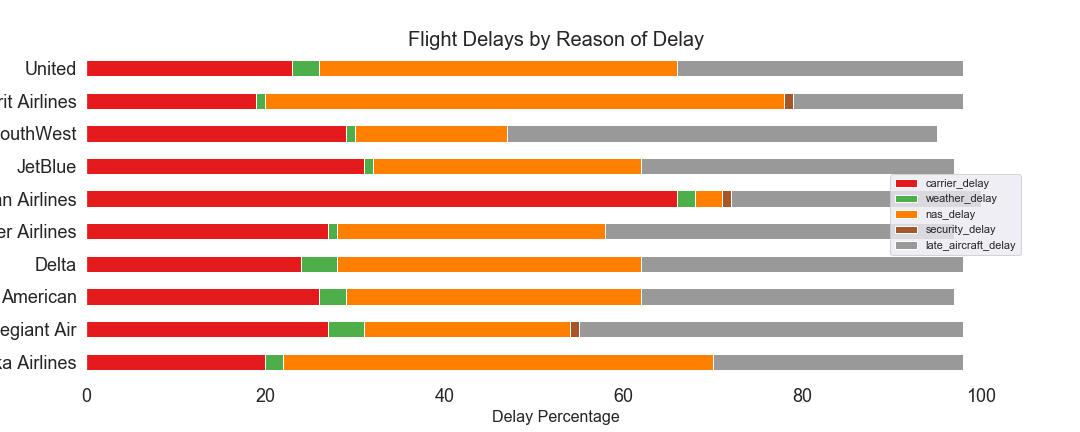 Flight Delays by Reason of Delay
United
rit Airlines
outhWest
JetBlue
an Airlines
er Airlines
Delta
American
egiant Air
ka Airlines
carrier_delay
weather_delay
nas_delay
security_delay
late_aircraft_delay
0 20 40 60 80 100
Delay Percentage